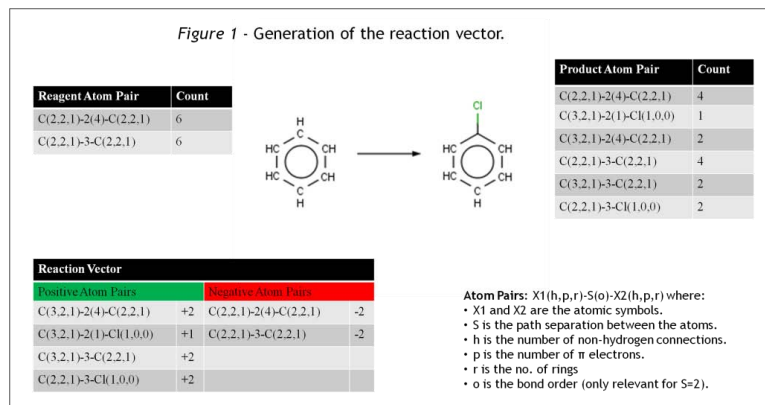 Figure 1 - Generation of the reaction vector.
Reagent Atom Pair Count
C(2,2,1)-2(4)-C(2,2,1) 6
C(2,2,1)-3-C(2,2,1) 6
H
C
HC CH
HC CH
C
H
Cl
HC CH
HC CH
C
H
Product Atom Pair Count
C(2,2,1)-2(4)-C(2,2,1) 4
C(3,2,1)-2(1)-Cl(1,0,0) 1
C(3,2,1)-2(4)-C(2,2,1) 2
C(2,2,1)-3-C(2,2,1) 4
C(3,2,1)-3-C(2,2,1) 2
C(2,2,1)-3-Cl(1,0,0) 2
Reaction Vector
Positive Atom Pairs Negative Atom Pairs
C(3,2,1)-2(4)-C(2,2,1) +2 C(2,2,1)-2(4)-C(2,2,1) -2
C(3,2,1)-2(1)-Cl(1,0,0) +1 C(2,2,1)-3-C(2,2,1) -2
C(3,2,1)-3-C(2,2,1) +2
C(2,2,1)-3-Cl(1,0,0) +2
Atom Pairs: X1(h,p,r)-S(o)-X2(h,p,r) where:
• X1 and X2 are the atomic symbols.
• S is the path separation between the atoms.
• h is the number of non-hydrogen connections.
• p is the number of π electrons.
• r is the no. of rings
• o is the bond order (only relevant for S=2).